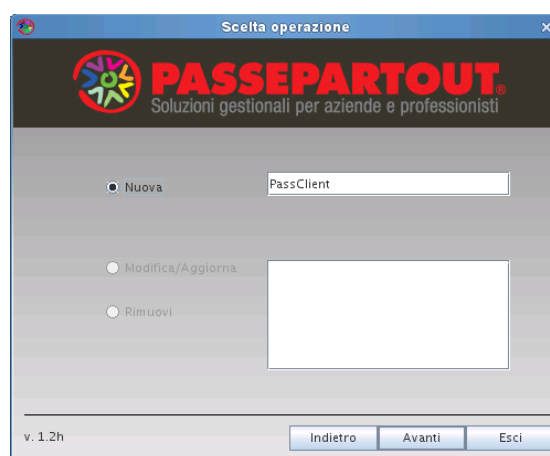 Scelta operazione
PASSEPARTOUT®
Soluzioni gestionali per aziende e professionisti
Nuova
PassClient
Modifica/Aggiorna
Rimuovi
v. 1.2h
Indietro
Avanti
Esci